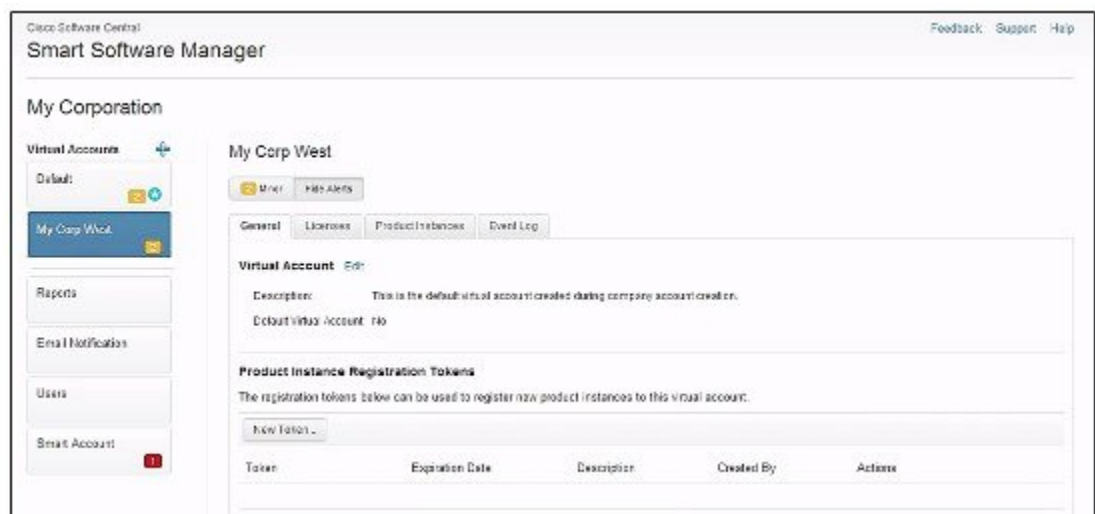 Cisco Software Central
Feedback Support Help
Smart Software Manager
My Corporation
Virtual Accounts
Default
2
My Corp West
2
Reports
Email Notification
Users
Smart Account
1
My Corp West
2 Minor Hide Alerts
General Licenses Product Instances Event Log
Virtual Account Edit
Description: This is the default virtual account created during company account creation.
Default Virtual Account: No
Product Instance Registration Tokens
The registration tokens below can be used to register new product instances to this virtual account.
New Token...
Token Expiration Date Description Created By Actions